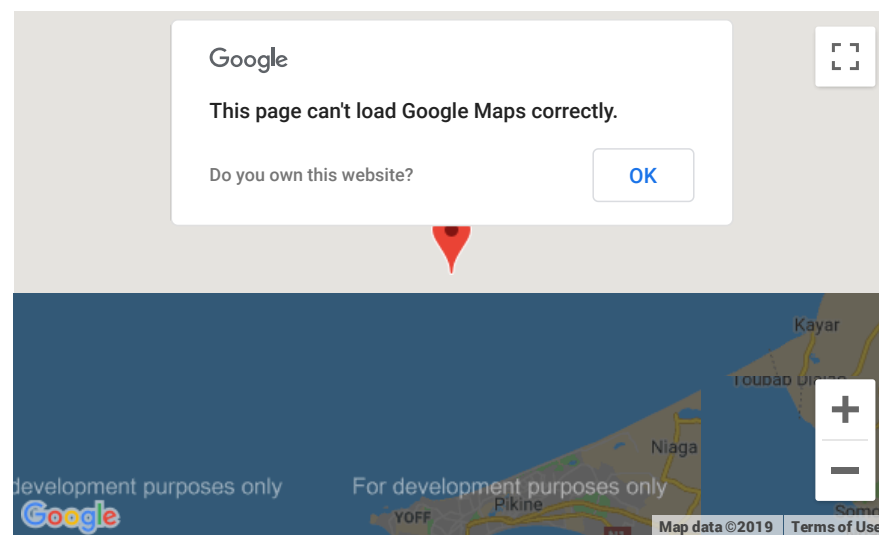 Google
This page can't load Google Maps correctly.
Do you own this website?
OK
Kayar
Niaga
development purposes only
For development purposes only
Pikine
YOFF
Google
Map data ©2019
Terms of Use